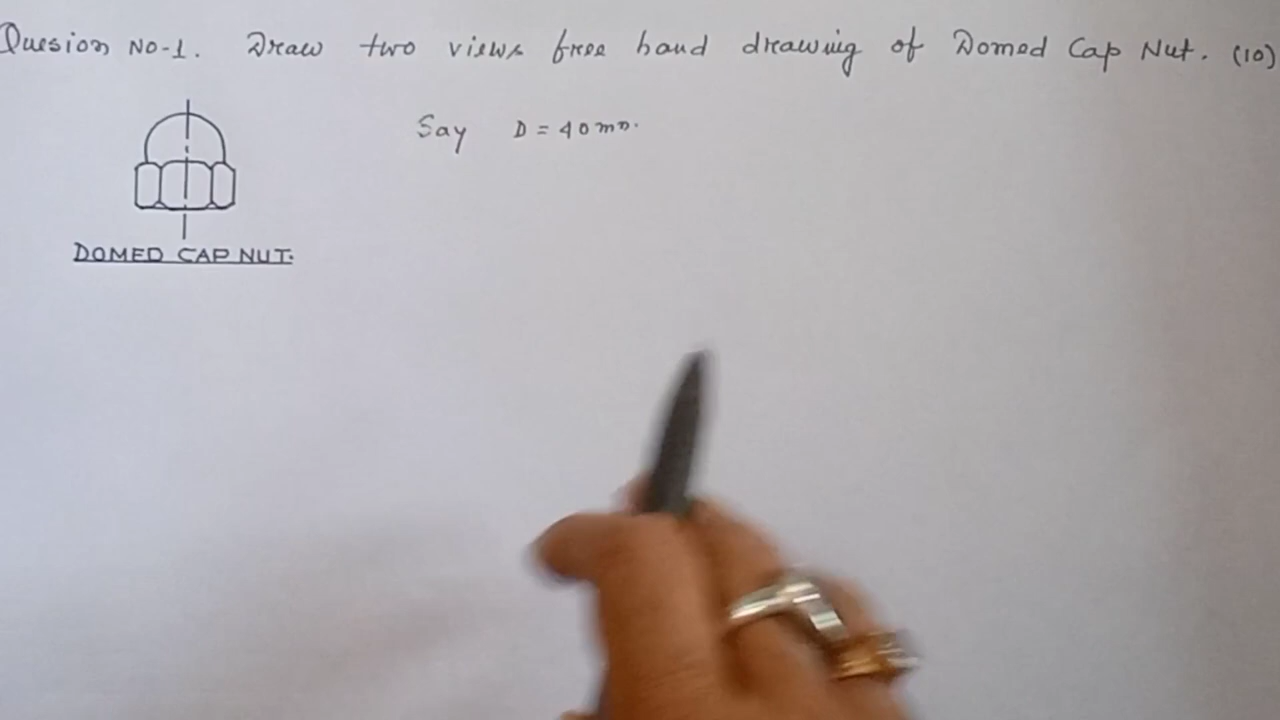 Quesion NO-1. Draw two views free hand drawing of Domed Cap Nut. (10)
Say D = 40mm.
DOMED CAP NUT.